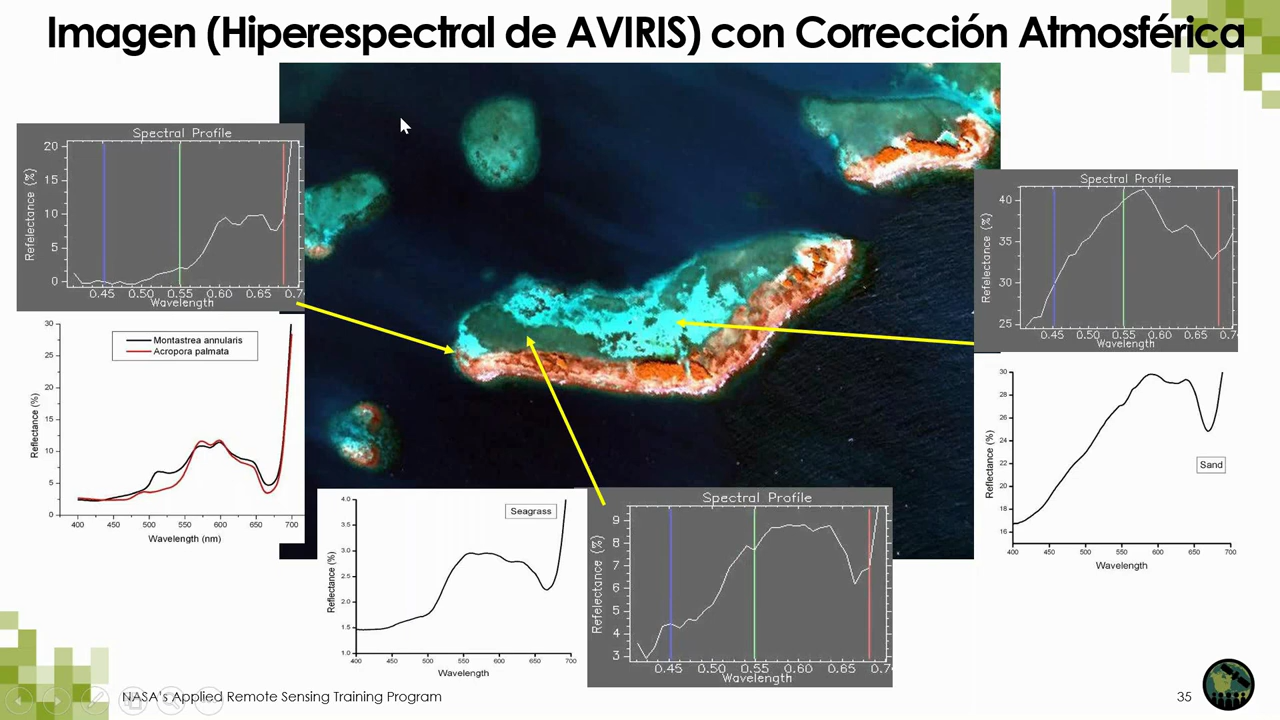 Imagen (Hiperespectral de AVIRIS) con Corrección Atmosférica
Spectral Profile
Refelectance (%)
20
15
10
5
0
0.45 0.50 0.55 0.60 0.65 0.7
Wavelength
Spectral Profile
Refelectance (%)
40
35
30
25
0.45 0.50 0.55 0.60 0.65 0.7
Wavelength
Montastrea annularis
Acropora palmata
Reflectance (%)
30
25
20
15
10
5
0
400 450 500 550 600 650 700
Wavelength (nm)
Sand
Reflectance (%)
30
28
26
24
22
20
18
16
400 450 500 550 600 650 700
Wavelength
Seagrass
Reflectance (%)
4.0
3.5
3.0
2.5
2.0
1.5
1.0
400 450 500 550 600 650 700
Wavelength
Spectral Profile
Refelectance (%)
9
8
7
6
5
4
3
0.45 0.50 0.55 0.60 0.65 0.7
Wavelength
NASA's Applied Remote Sensing Training Program
35